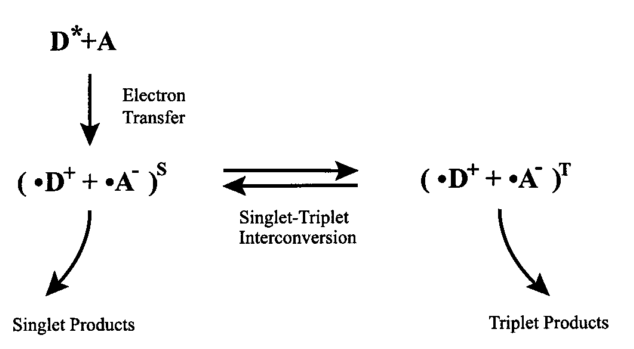 D*+A
Electron
Transfer
( •D⁺ + •A⁻ )ˢ
( •D⁺ + •A⁻ )ᵀ
Singlet-Triplet
Interconversion
Singlet Products
Triplet Products